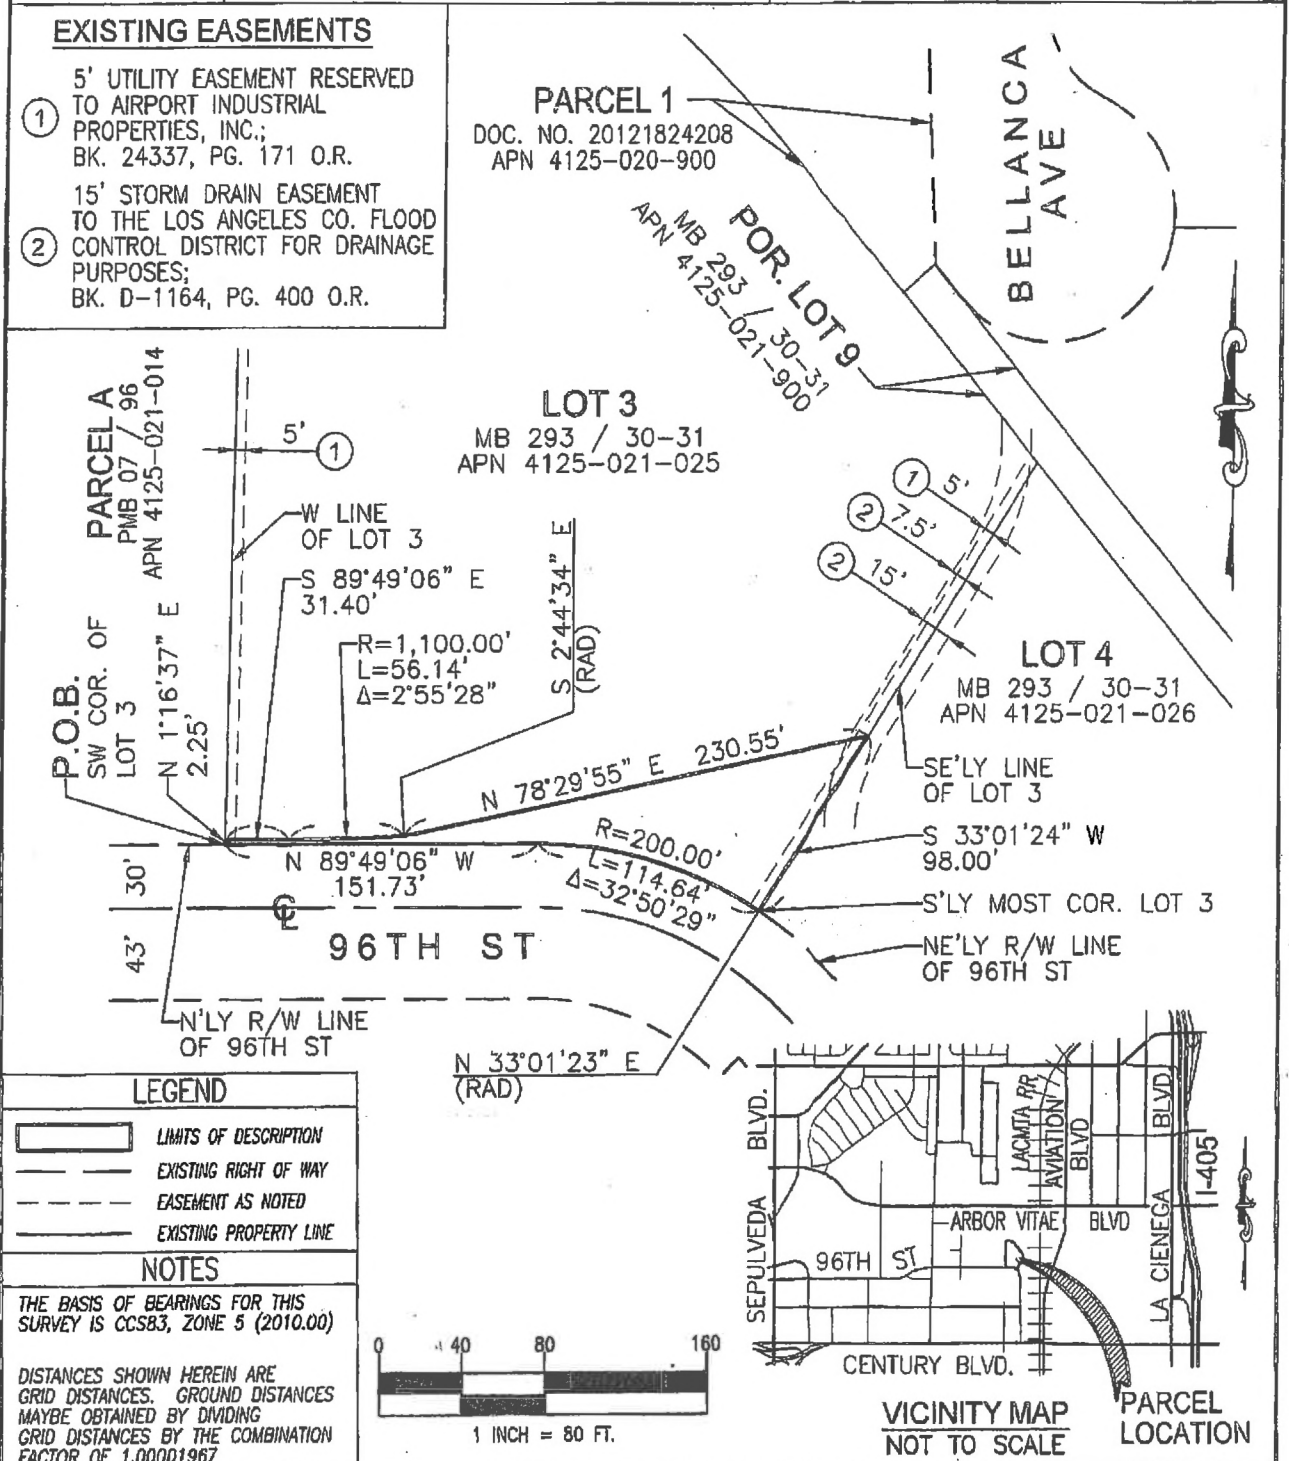 EXISTING EASEMENTS
1
5' UTILITY EASEMENT RESERVED
TO AIRPORT INDUSTRIAL
PROPERTIES, INC.;
BK. 24337, PG. 171 O.R.
2
15' STORM DRAIN EASEMENT
TO THE LOS ANGELES CO. FLOOD
CONTROL DISTRICT FOR DRAINAGE
PURPOSES;
BK. D-1164, PG. 400 O.R.
PARCEL 1
DOC. NO. 20121824208
APN 4125-020-900
BELLANCA
AVE
POR. LOT 9
MB 293 / 30-31
APN 4125-021-900
PARCEL A
PMB 07 / 96
APN 4125-021-014
5'
1
LOT 3
MB 293 / 30-31
APN 4125-021-025
W LINE
OF LOT 3
S 89°49'06" E
31.40'
R=1,100.00'
L=56.14'
Δ=2°55'28"
S 2°44'34" E
(RAD)
1
5'
2
7.5'
2
15'
LOT 4
MB 293 / 30-31
APN 4125-021-026
P.O.B.
SW COR. OF
LOT 3
N 1°16'37" E
2.25'
N 78°29'55" E 230.55'
SE'LY LINE
OF LOT 3
S 33°01'24" W
98.00'
S'LY MOST COR. LOT 3
NE'LY R/W LINE
OF 96TH ST
N 89°49'06" W
151.73'
R=200.00'
L=114.64'
Δ=32°50'29"
30'
43'
CL
96TH ST
N'LY R/W LINE
OF 96TH ST
N 33°01'23" E
(RAD)
LEGEND
LIMITS OF DESCRIPTION
EXISTING RIGHT OF WAY
EASEMENT AS NOTED
EXISTING PROPERTY LINE
NOTES
THE BASIS OF BEARINGS FOR THIS
SURVEY IS CCS83, ZONE 5 (2010.00)
DISTANCES SHOWN HEREIN ARE
GRID DISTANCES. GROUND DISTANCES
MAYBE OBTAINED BY DIVIDING
GRID DISTANCES BY THE COMBINATION
FACTOR OF 1.00001967
0 40 80 160
1 INCH = 80 FT.
SEPULVEDA BLVD.
LACMTA RR
AVIATION
BLVD
LA CIENEGA BLVD
I-405
ARBOR VITAE BLVD
96TH ST
CENTURY BLVD.
VICINITY MAP
NOT TO SCALE
PARCEL
LOCATION